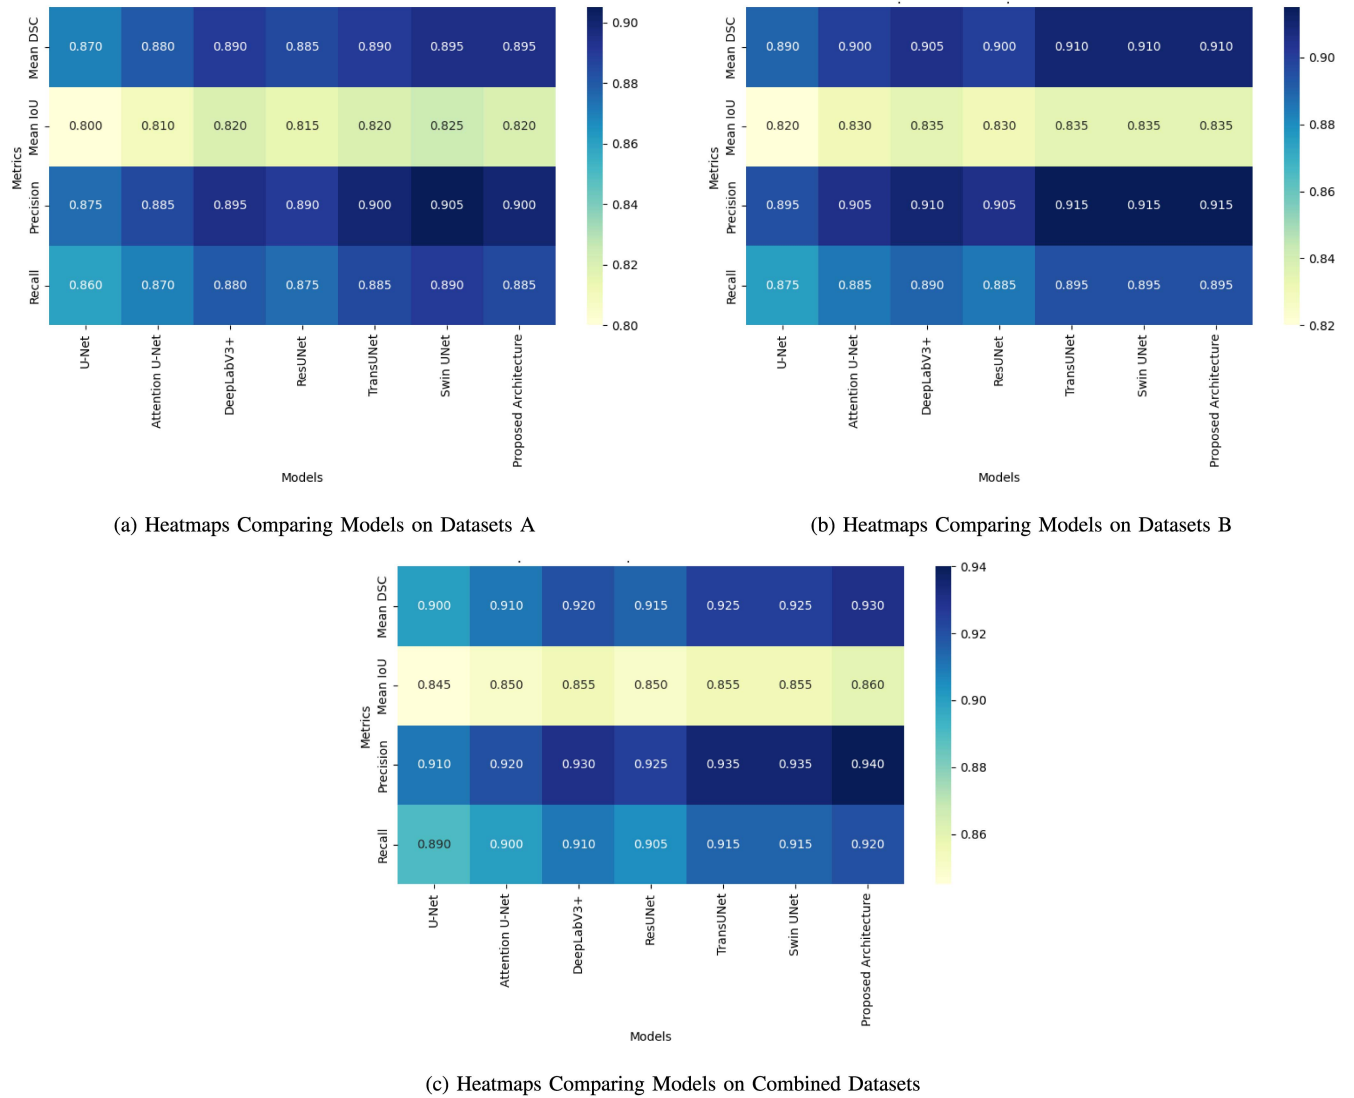 Metrics
Mean DSC
Mean IoU
Precision
Recall
0.870 0.880 0.890 0.885 0.890 0.895 0.895
0.800 0.810 0.820 0.815 0.820 0.825 0.820
0.875 0.885 0.895 0.890 0.900 0.905 0.900
0.860 0.870 0.880 0.875 0.885 0.890 0.885
U-Net
Attention U-Net
DeepLabV3+
ResUNet
TransUNet
Swin UNet
Proposed Architecture
Models
0.90
0.88
0.86
0.84
0.82
0.80
(a) Heatmaps Comparing Models on Datasets A
Metrics
Mean DSC
Mean IoU
Precision
Recall
0.890 0.900 0.905 0.900 0.910 0.910 0.910
0.820 0.830 0.835 0.830 0.835 0.835 0.835
0.895 0.905 0.910 0.905 0.915 0.915 0.915
0.875 0.885 0.890 0.885 0.895 0.895 0.895
U-Net
Attention U-Net
DeepLabV3+
ResUNet
TransUNet
Swin UNet
Proposed Architecture
Models
0.90
0.88
0.86
0.84
0.82
(b) Heatmaps Comparing Models on Datasets B
Metrics
Mean DSC
Mean IoU
Precision
Recall
0.900 0.910 0.920 0.915 0.925 0.925 0.930
0.845 0.850 0.855 0.850 0.855 0.855 0.860
0.910 0.920 0.930 0.925 0.935 0.935 0.940
0.890 0.900 0.910 0.905 0.915 0.915 0.920
U-Net
Attention U-Net
DeepLabV3+
ResUNet
TransUNet
Swin UNet
Proposed Architecture
Models
0.94
0.92
0.90
0.88
0.86
(c) Heatmaps Comparing Models on Combined Datasets